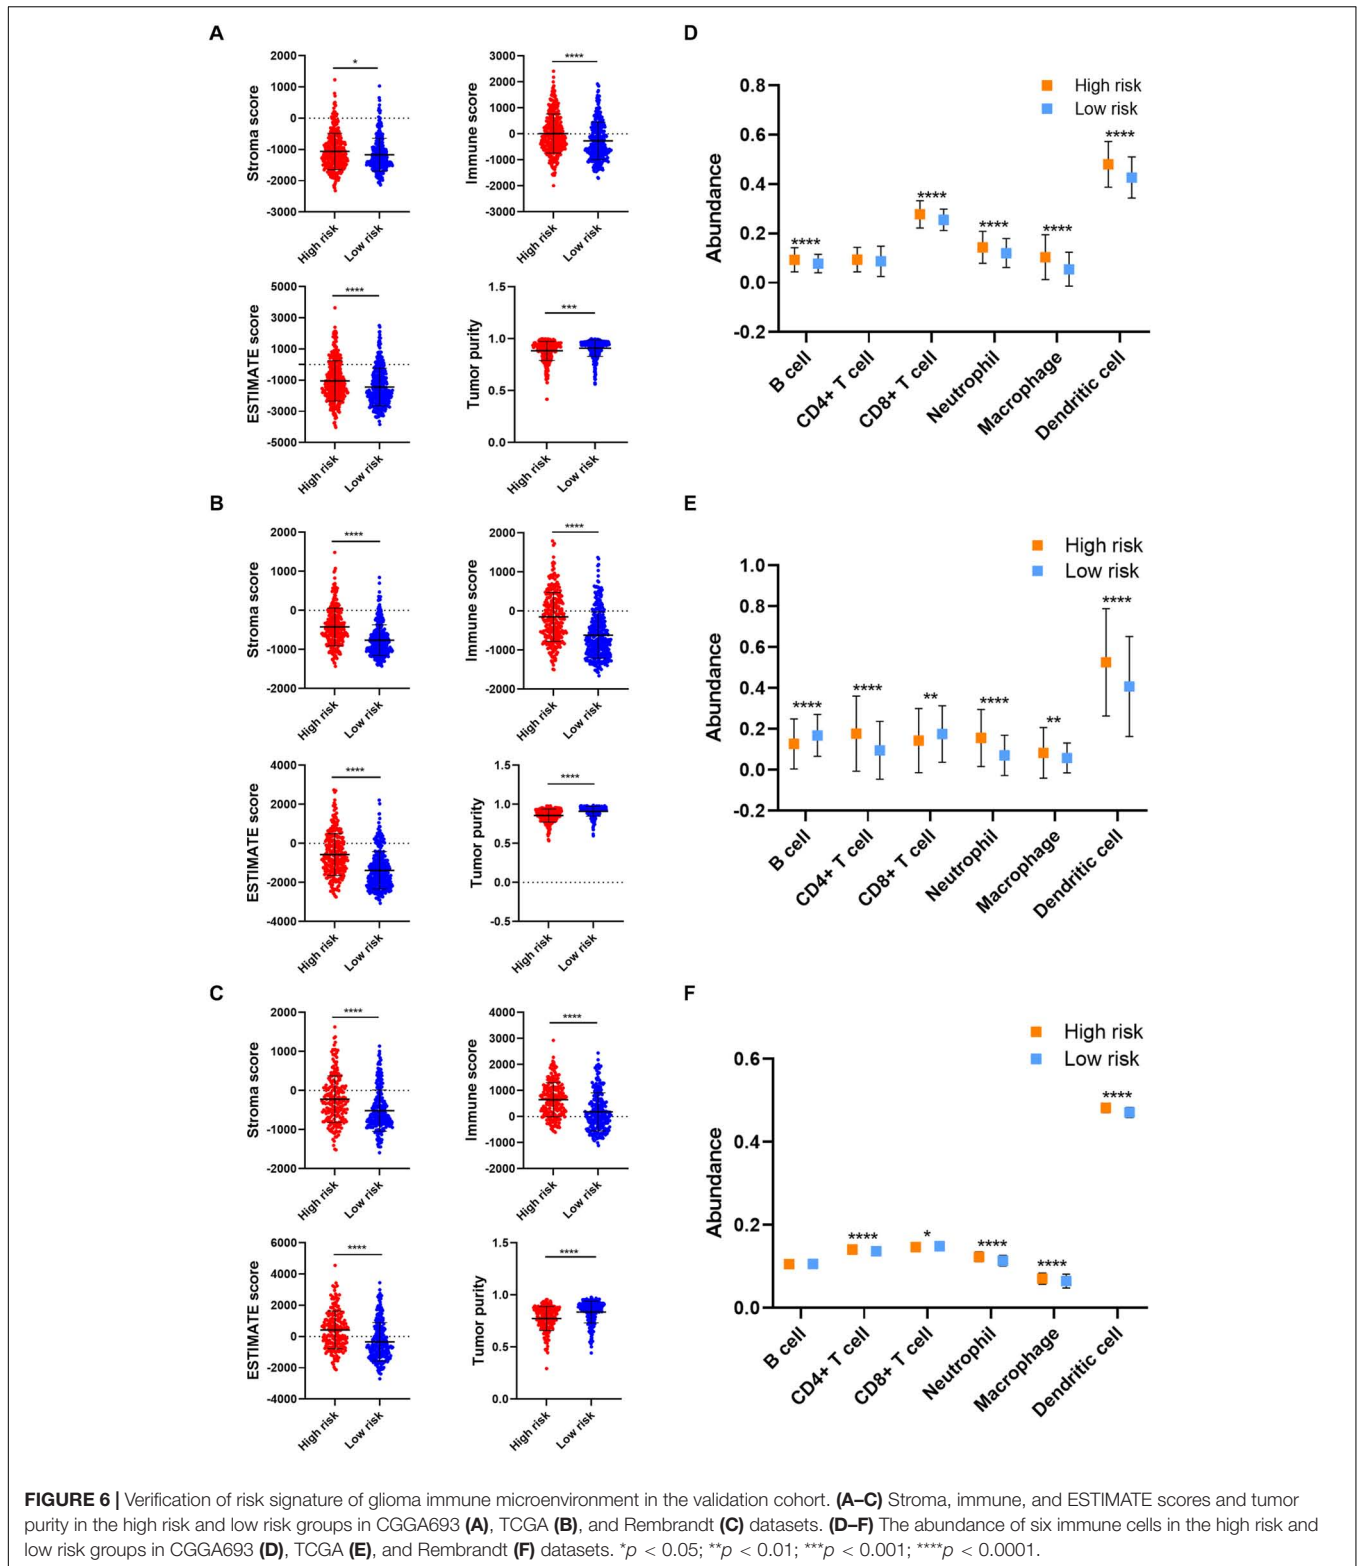 A
Stroma score
2000
1000
0
-1000
-2000
-3000
*
High risk
Low risk
Immune score
3000
2000
1000
0
-1000
-2000
-3000
****
High risk
Low risk
ESTIMATE score
5000
3000
1000
-1000
-3000
-5000
****
High risk
Low risk
Tumor purity
1.5
1.0
0.5
0.0
***
High risk
Low risk
D
Abundance
0.8
0.6
0.4
0.2
0.0
-0.2
High risk
Low risk
****
****
****
****
****
B cell
CD4+ T cell
CD8+ T cell
Neutrophil
Macrophage
Dendritic cell
B
Stroma score
2000
1000
0
-1000
-2000
****
High risk
Low risk
Immune score
2000
1000
0
-1000
-2000
****
High risk
Low risk
ESTIMATE score
4000
2000
0
-2000
-4000
****
High risk
Low risk
Tumor purity
1.5
1.0
0.5
0.0
-0.5
****
High risk
Low risk
E
Abundance
1.0
0.8
0.6
0.4
0.2
0.0
-0.2
High risk
Low risk
****
****
**
****
**
****
B cell
CD4+ T cell
CD8+ T cell
Neutrophil
Macrophage
Dendritic cell
C
Stroma score
2000
1000
0
-1000
-2000
****
High risk
Low risk
Immune score
4000
3000
2000
1000
0
-1000
-2000
****
High risk
Low risk
ESTIMATE score
6000
4000
2000
0
-2000
-4000
****
High risk
Low risk
Tumor purity
1.5
1.0
0.5
0.0
****
High risk
Low risk
F
Abundance
0.6
0.4
0.2
0.0
High risk
Low risk
****
*
****
****
****
B cell
CD4+ T cell
CD8+ T cell
Neutrophil
Macrophage
Dendritic cell
FIGURE 6 | Verification of risk signature of glioma immune microenvironment in the validation cohort. (A–C) Stroma, immune, and ESTIMATE scores and tumor
purity in the high risk and low risk groups in CGGA693 (A), TCGA (B), and Rembrandt (C) datasets. (D–F) The abundance of six immune cells in the high risk and
low risk groups in CGGA693 (D), TCGA (E), and Rembrandt (F) datasets. *p < 0.05; **p < 0.01; ***p < 0.001; ****p < 0.0001.